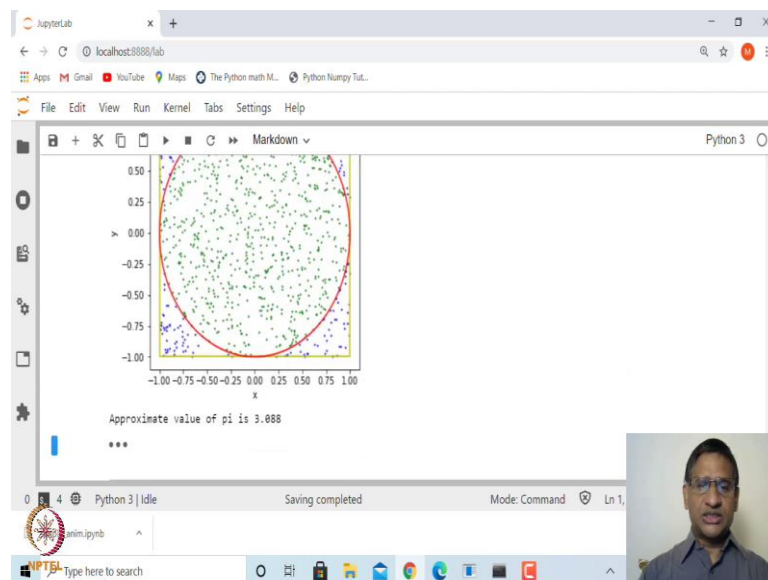 JupyterLab
localhost:8888/lab
M
Apps M Gmail YouTube Maps The Python math M... Python Numpy Tut...
File Edit View Run Kernel Tabs Settings Help
Markdown Python 3
0.50
0.25
0.00
y
−0.25
−0.50
−0.75
−1.00
−1.00 −0.75 −0.50 −0.25 0.00 0.25 0.50 0.75 1.00
x
Approximate value of pi is 3.088
0 4 Python 3 | Idle Saving completed Mode: Command Ln 1,
anim.ipynb
NPTEL Type here to search